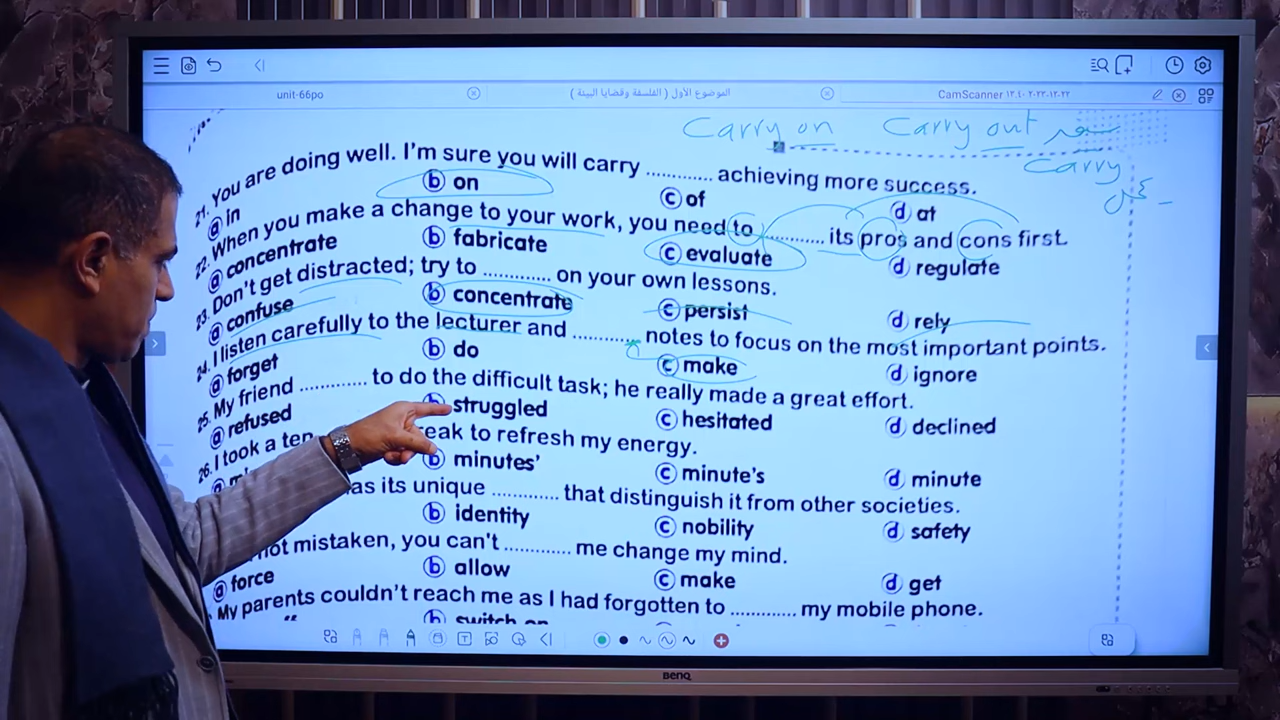 unit-66po
الموضوع الأول ( الفلسفة وقضايا البيئة )
CamScanner ١٣.٤٠ ٢٠٢٣-١٢-٢٢
Carry on Carry out
Carry
21. You are doing well. I'm sure you will carry ............ achieving more success.
a in b on c of d at
22. When you make a change to your work, you need to ............ its pros and cons first.
a concentrate b fabricate c evaluate d regulate
23. Don't get distracted; try to ............ on your own lessons.
a confuse b concentrate c persist d rely
24. I listen carefully to the lecturer and ............ notes to focus on the most important points.
a forget b do c make d ignore
25. My friend ............ to do the difficult task; he really made a great effort.
a refused b struggled c hesitated d declined
26. I took a ten reak to refresh my energy.
b minutes' c minute's d minute
as its unique ............ that distinguish it from other societies.
b identity c nobility d safety
not mistaken, you can't ............ me change my mind.
a force b allow c make d get
My parents couldn't reach me as I had forgotten to ............ my mobile phone.
b switch on
BenQ